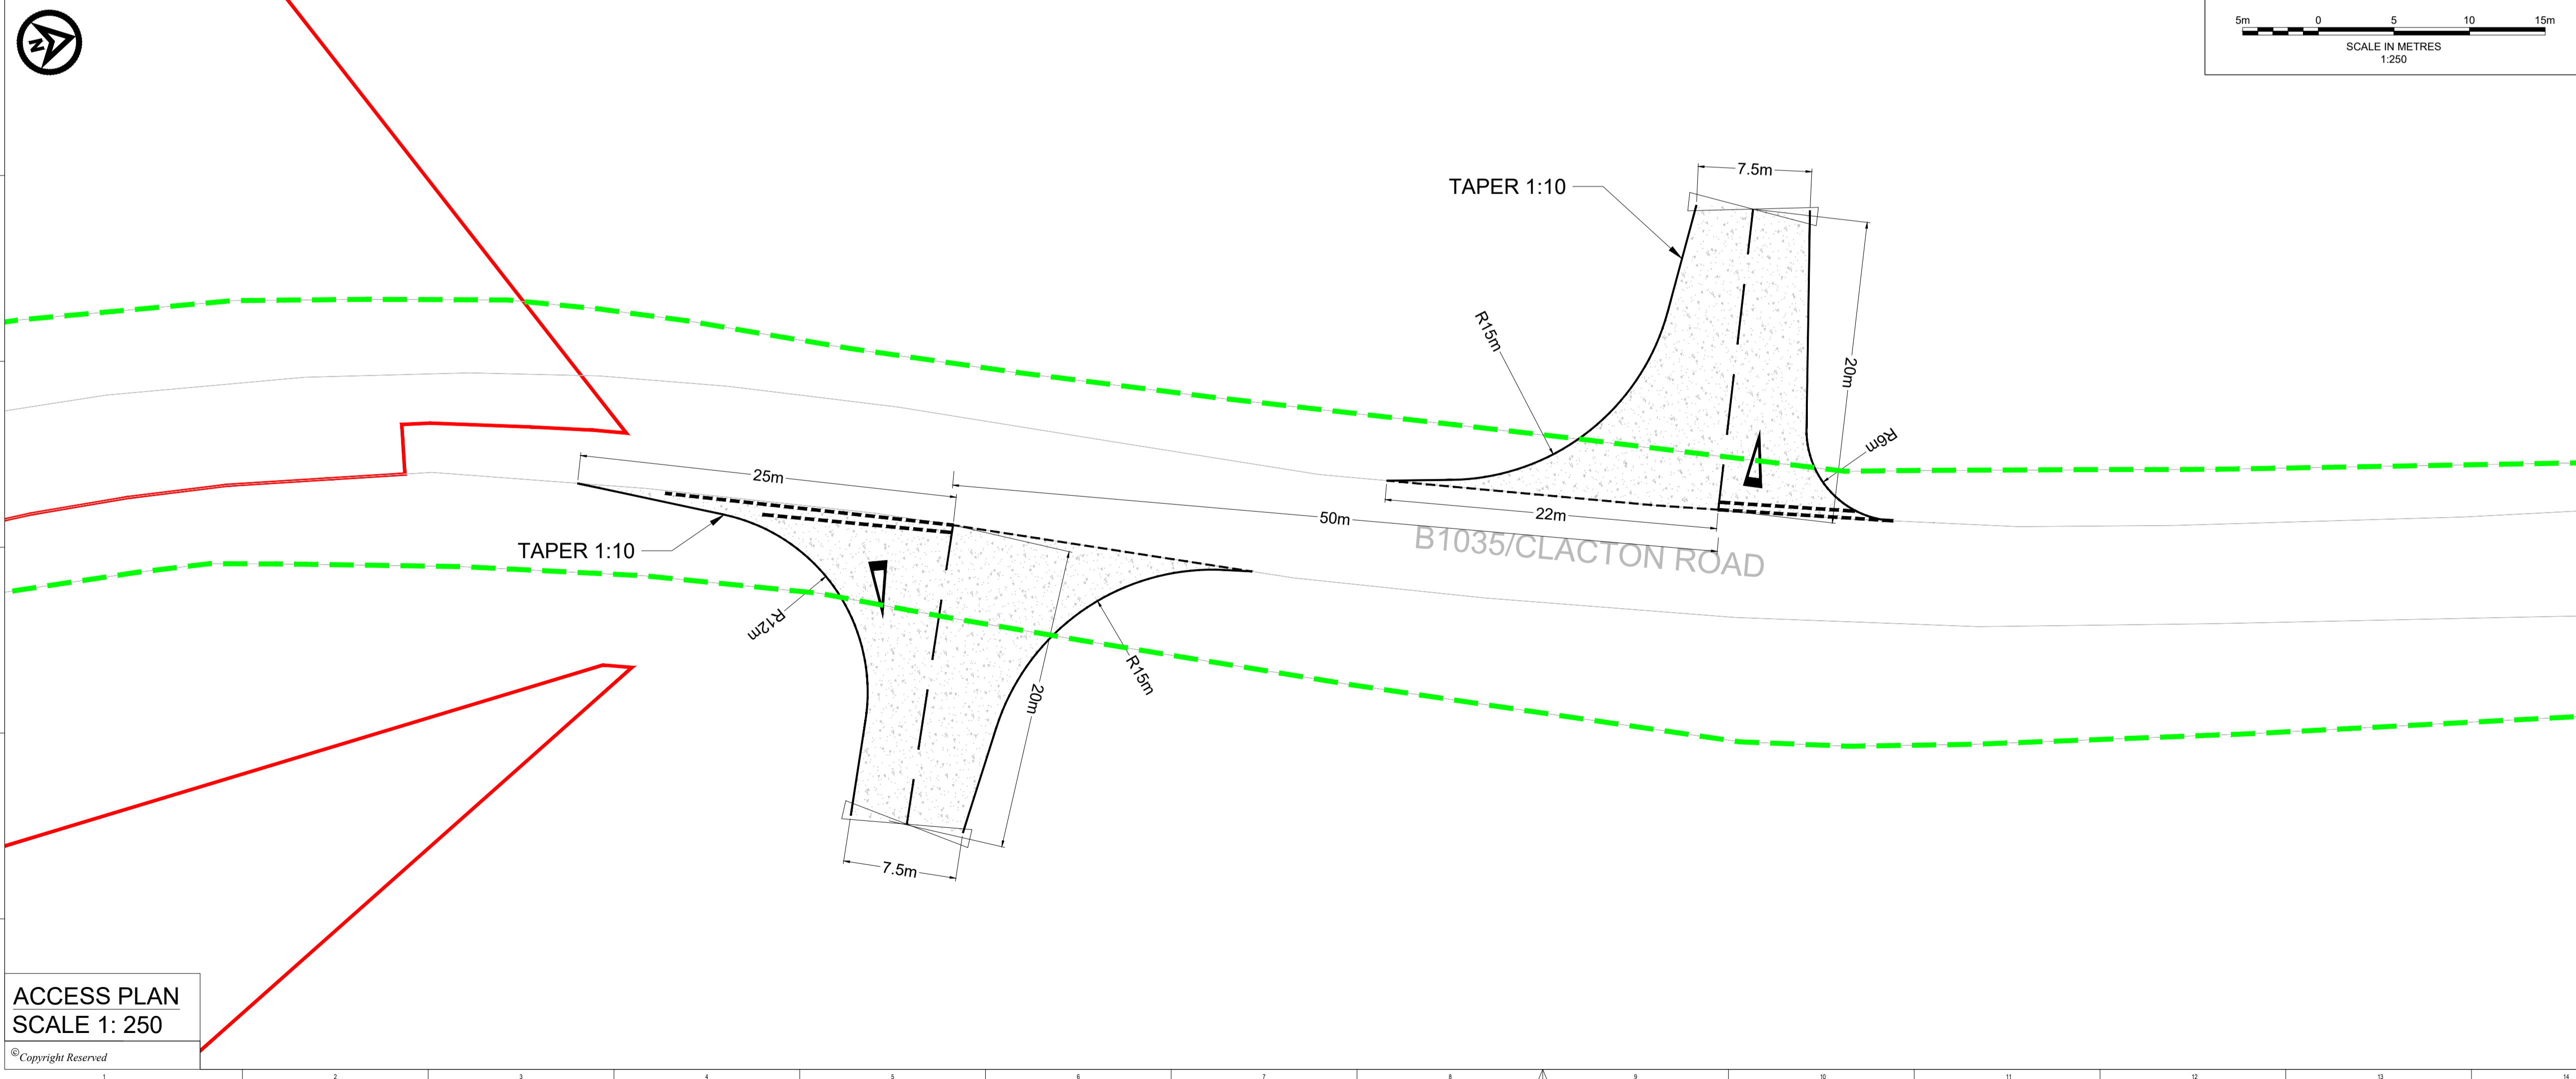 N
5m 0 5 10 15m
SCALE IN METRES
1:250
7.5m
TAPER 1:10
R15m
20m
R6m
25m
22m
50m
B1035/CLACTON ROAD
TAPER 1:10
R12m
R15m
20m
7.5m
ACCESS PLAN
SCALE 1: 250
©Copyright Reserved
1 2 3 4 5 6 7 8 9 10 11 12 13 14